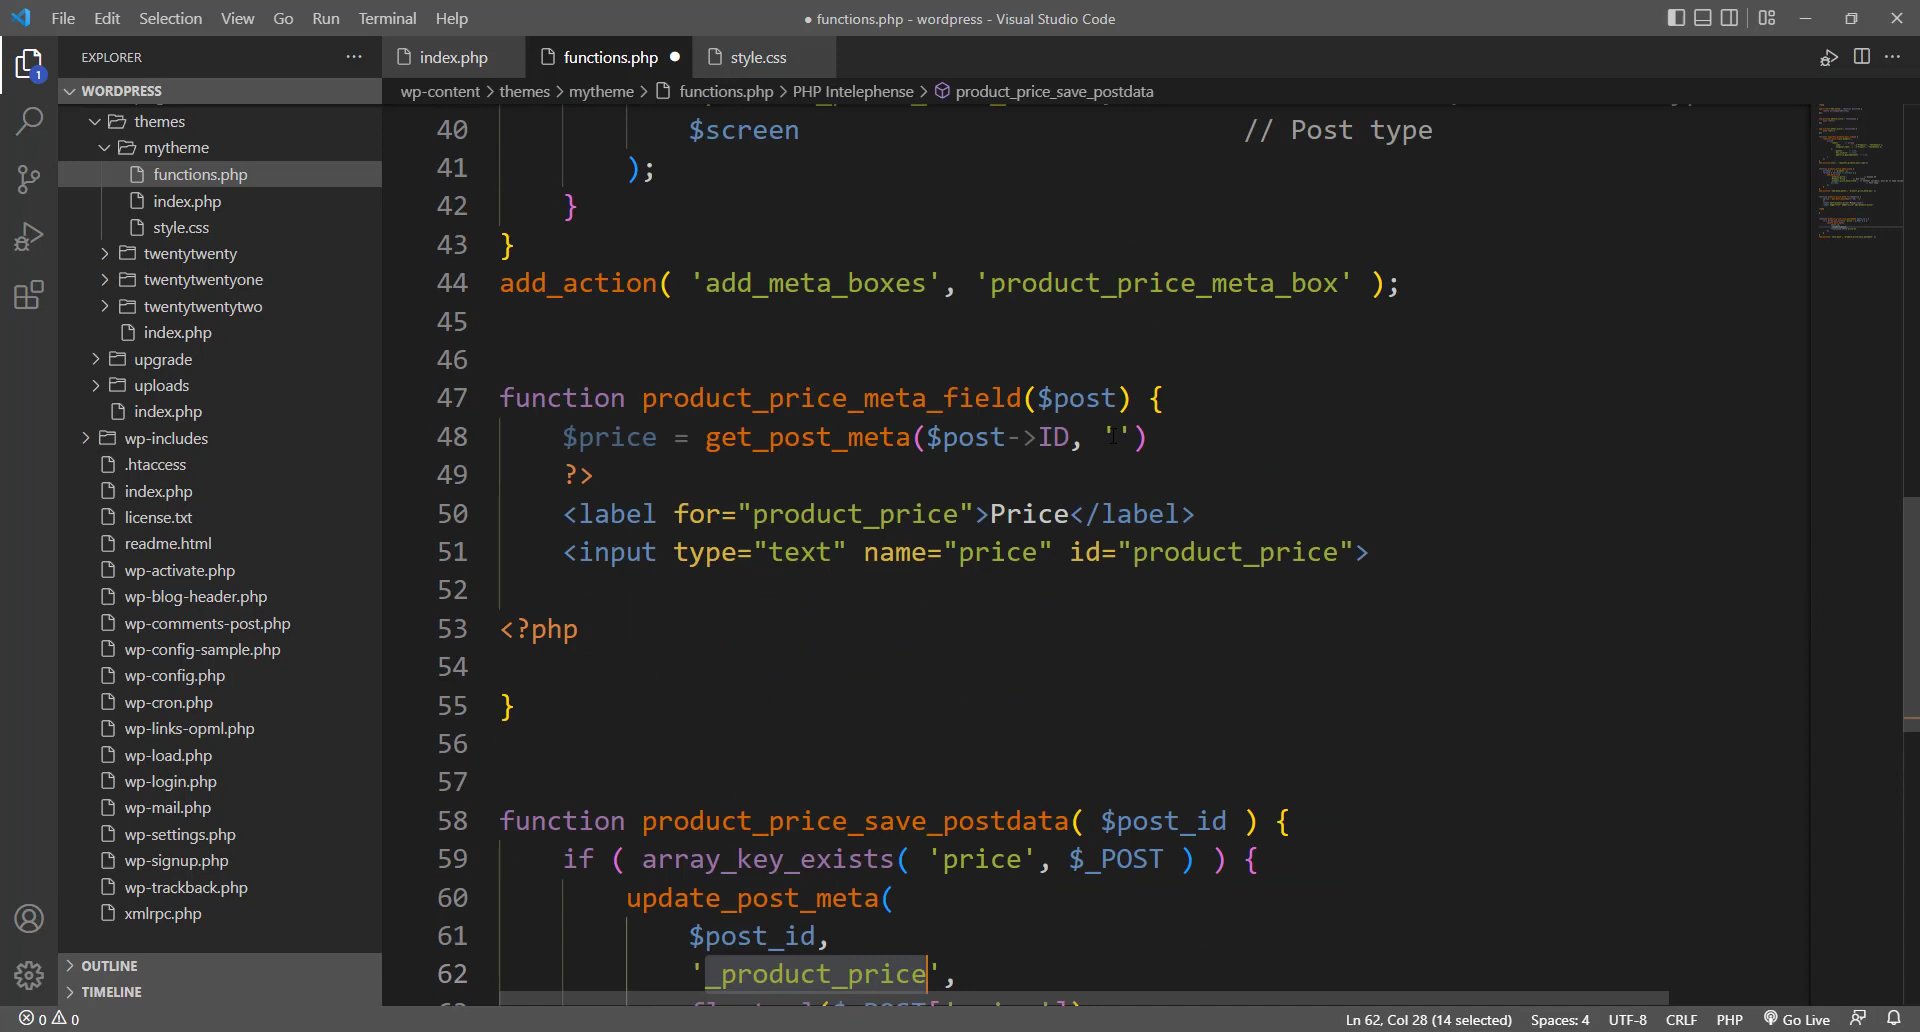 File Edit Selection View Go Run Terminal Help
● functions.php - wordpress - Visual Studio Code
EXPLORER
index.php
functions.php
style.css
WORDPRESS
wp-content > themes > mytheme > functions.php > PHP Intelephense > product_price_save_postdata
themes
mytheme
functions.php
index.php
style.css
twentytwenty
twentytwentyone
twentytwentytwo
index.php
upgrade
uploads
index.php
wp-includes
.htaccess
index.php
license.txt
readme.html
wp-activate.php
wp-blog-header.php
wp-comments-post.php
wp-config-sample.php
wp-config.php
wp-cron.php
wp-links-opml.php
wp-load.php
wp-login.php
wp-mail.php
wp-settings.php
wp-signup.php
wp-trackback.php
xmlrpc.php
OUTLINE
TIMELINE
1
40 $screen // Post type
41 );
42 }
43 }
44 add_action( 'add_meta_boxes', 'product_price_meta_box' );
45
46
47 function product_price_meta_field($post) {
48 $price = get_post_meta($post->ID, '')
49 ?>
50 <label for="product_price">Price</label>
51 <input type="text" name="price" id="product_price">
52
53 <?php
54
55 }
56
57
58 function product_price_save_postdata( $post_id ) {
59 if ( array_key_exists( 'price', $_POST ) ) {
60 update_post_meta(
61 $post_id,
62 '_product_price',
0 0 Ln 62, Col 28 (14 selected) Spaces: 4 UTF-8 CRLF PHP Go Live